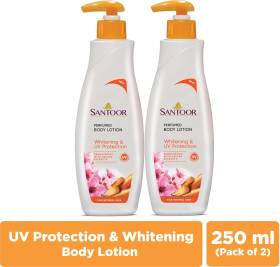 SANTOOR
PERFUMED
BODY LOTION
Whitening &
UV Protection
SANTOOR
PERFUMED
BODY LOTION
Whitening &
UV Protection
UV Protection & Whitening
Body Lotion
250 ml
(Pack of 2)